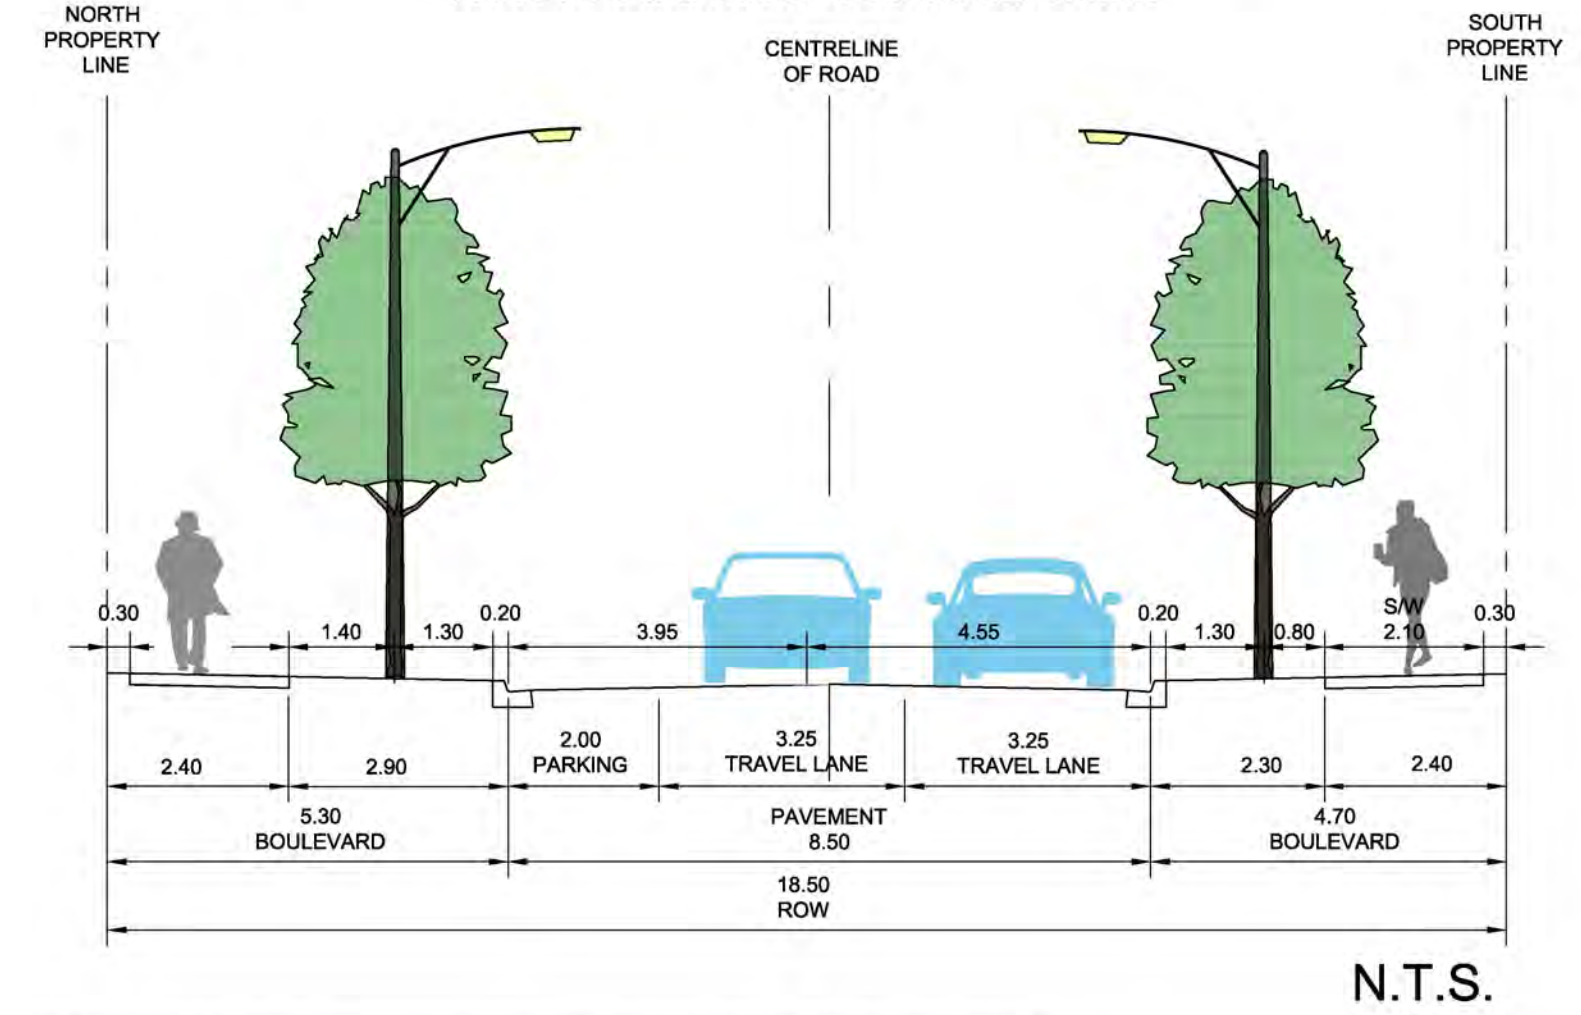 NORTH
PROPERTY
LINE
CENTRELINE
OF ROAD
SOUTH
PROPERTY
LINE
0.30
1.40
1.30
0.20
3.95
4.55
0.20
1.30
0.80
S/W
2.10
0.30
2.40
2.90
2.00
PARKING
3.25
TRAVEL LANE
3.25
TRAVEL LANE
2.30
2.40
5.30
BOULEVARD
PAVEMENT
8.50
4.70
BOULEVARD
18.50
ROW
N.T.S.